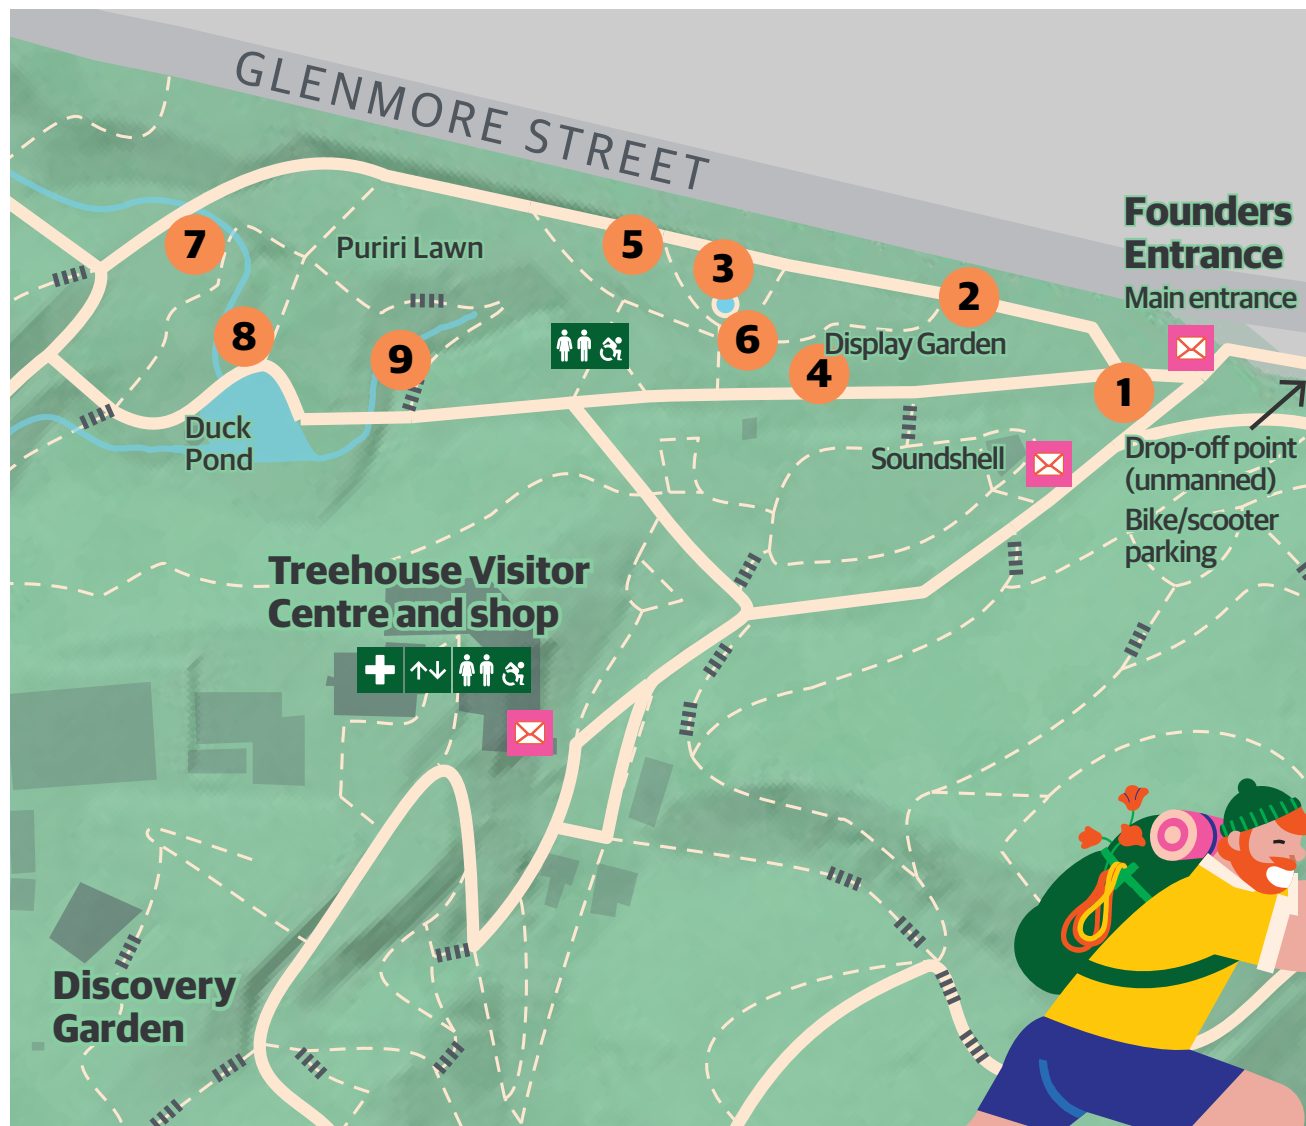 GLENMORE STREET
Founders
Entrance
Main entrance
7
Puriri Lawn
5
3
2
8
9
6
4
Display Garden
1
Duck
Pond
Soundshell
Drop-off point
(unmanned)
Bike/scooter
parking
Treehouse Visitor
Centre and shop
Discovery
Garden